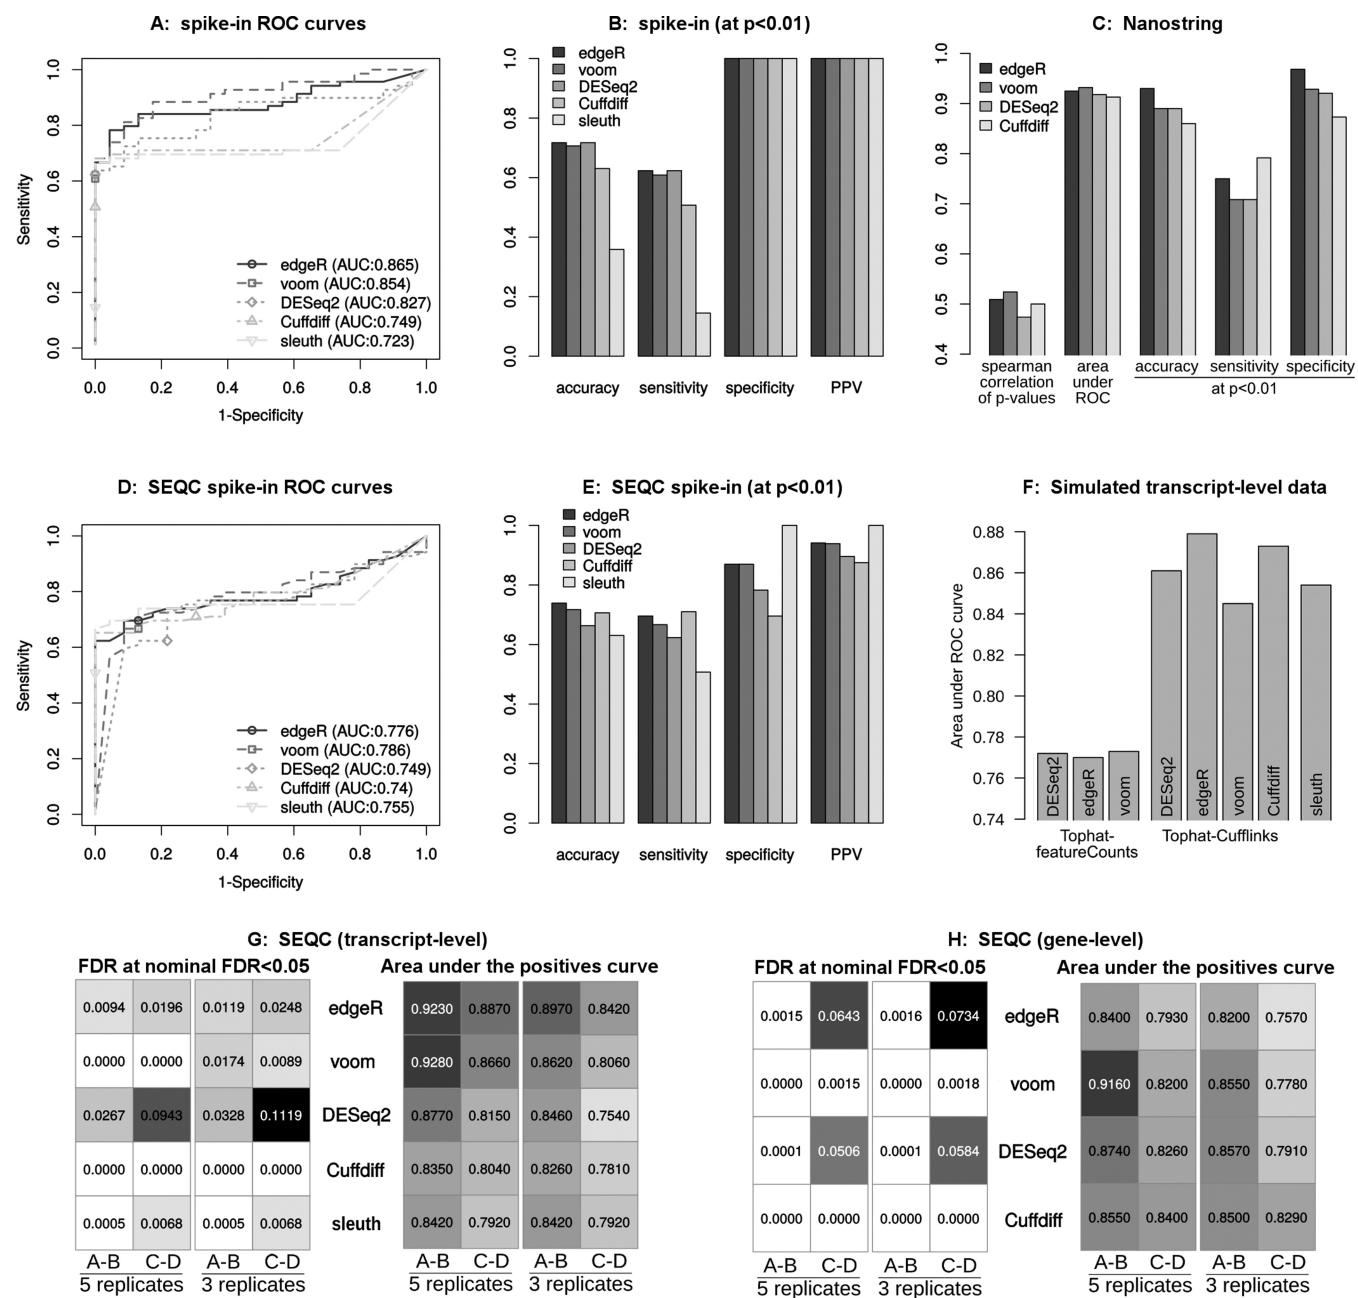 A: spike-in ROC curves
Sensitivity
1.0
0.8
0.6
0.4
0.2
0.0
edgeR (AUC:0.865)
voom (AUC:0.854)
DESeq2 (AUC:0.827)
Cuffdiff (AUC:0.749)
sleuth (AUC:0.723)
0.0 0.2 0.4 0.6 0.8 1.0
1-Specificity
B: spike-in (at p<0.01)
1.0
0.8
0.6
0.4
0.2
0.0
edgeR
voom
DESeq2
Cuffdiff
sleuth
accuracy sensitivity specificity PPV
C: Nanostring
1.0
0.9
0.8
0.7
0.6
0.5
0.4
edgeR
voom
DESeq2
Cuffdiff
spearman correlation of p-values
area under ROC
accuracy sensitivity specificity
at p<0.01
D: SEQC spike-in ROC curves
Sensitivity
1.0
0.8
0.6
0.4
0.2
0.0
edgeR (AUC:0.776)
voom (AUC:0.786)
DESeq2 (AUC:0.749)
Cuffdiff (AUC:0.74)
sleuth (AUC:0.755)
0.0 0.2 0.4 0.6 0.8 1.0
1-Specificity
E: SEQC spike-in (at p<0.01)
1.0
0.8
0.6
0.4
0.2
0.0
edgeR
voom
DESeq2
Cuffdiff
sleuth
accuracy sensitivity specificity PPV
F: Simulated transcript-level data
Area under ROC curve
0.88
0.86
0.84
0.82
0.80
0.78
0.76
0.74
DESeq2
edgeR
voom
DESeq2
edgeR
voom
Cuffdiff
sleuth
Tophat-
featureCounts
Tophat-Cufflinks
G: SEQC (transcript-level)
FDR at nominal FDR<0.05 Area under the positives curve
0.0094 0.0196 0.0119 0.0248 edgeR 0.9230 0.8870 0.8970 0.8420
0.0000 0.0000 0.0174 0.0089 voom 0.9280 0.8660 0.8620 0.8060
0.0267 0.0943 0.0328 0.1119 DESeq2 0.8770 0.8150 0.8460 0.7540
0.0000 0.0000 0.0000 0.0000 Cuffdiff 0.8350 0.8040 0.8260 0.7810
0.0005 0.0068 0.0005 0.0068 sleuth 0.8420 0.7920 0.8420 0.7920
A-B C-D A-B C-D A-B C-D A-B C-D
5 replicates 3 replicates 5 replicates 3 replicates
H: SEQC (gene-level)
FDR at nominal FDR<0.05 Area under the positives curve
0.0015 0.0643 0.0016 0.0734 edgeR 0.8400 0.7930 0.8200 0.7570
0.0000 0.0015 0.0000 0.0018 voom 0.9160 0.8200 0.8550 0.7780
0.0001 0.0506 0.0001 0.0584 DESeq2 0.8740 0.8260 0.8570 0.7910
0.0000 0.0000 0.0000 0.0000 Cuffdiff 0.8550 0.8400 0.8500 0.8290
A-B C-D A-B C-D A-B C-D A-B C-D
5 replicates 3 replicates 5 replicates 3 replicates